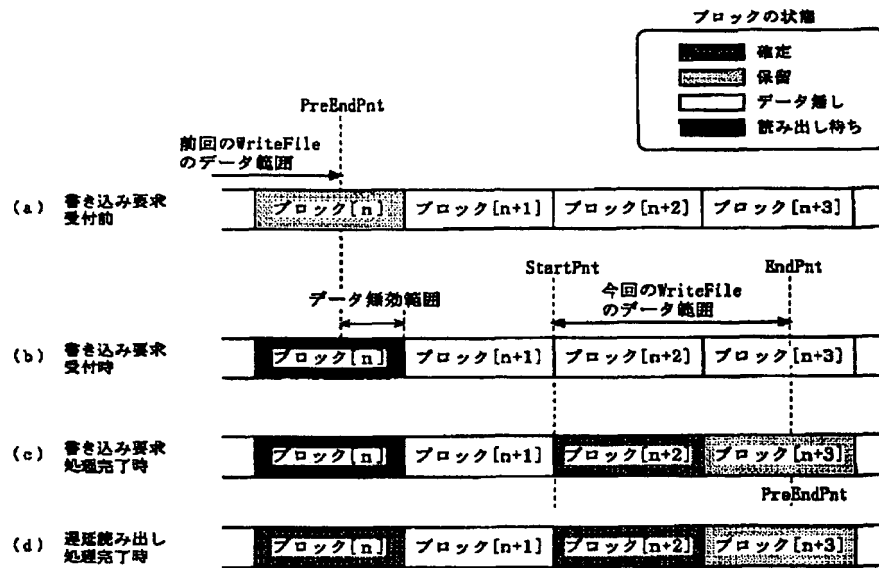 ブロックの状態
確定
保留
データ無し
読み出し待ち
PreEndPnt
前回のWriteFile
のデータ範囲
(a) 書き込み要求
受付前
ブロック[n] ブロック[n+1] ブロック[n+2] ブロック[n+3]
StartPnt EndPnt
データ無効範囲
今回のWriteFile
のデータ範囲
(b) 書き込み要求
受付時
ブロック[n] ブロック[n+1] ブロック[n+2] ブロック[n+3]
(c) 書き込み要求
処理完了時
ブロック[n] ブロック[n+1] ブロック[n+2] ブロック[n+3]
PreEndPnt
(d) 遅延読み出し
処理完了時
ブロック[n] ブロック[n+1] ブロック[n+2] ブロック[n+3]